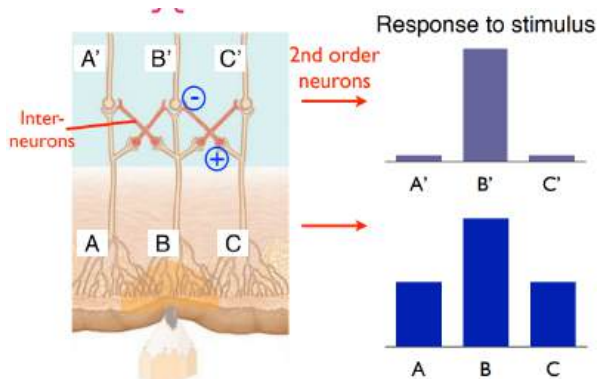 Response to stimulus
A' B' C'
2nd order
neurons
-
Inter-
neurons
+
A' B' C'
A B C
A B C